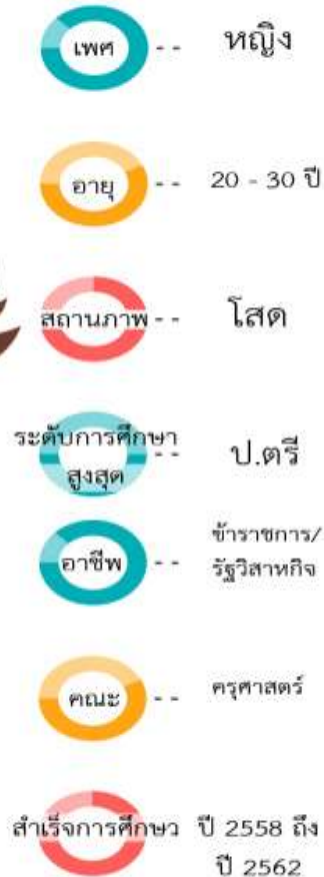 เพศ -- หญิง
อายุ -- 20 - 30 ปี
สถานภาพ -- โสด
ระดับการศึกษา
สูงสุด -- ป.ตรี
อาชีพ -- ข้าราชการ/
รัฐวิสาหกิจ
คณะ -- ครุศาสตร์
สำเร็จการศึกษว ปี 2558 ถึง
ปี 2562